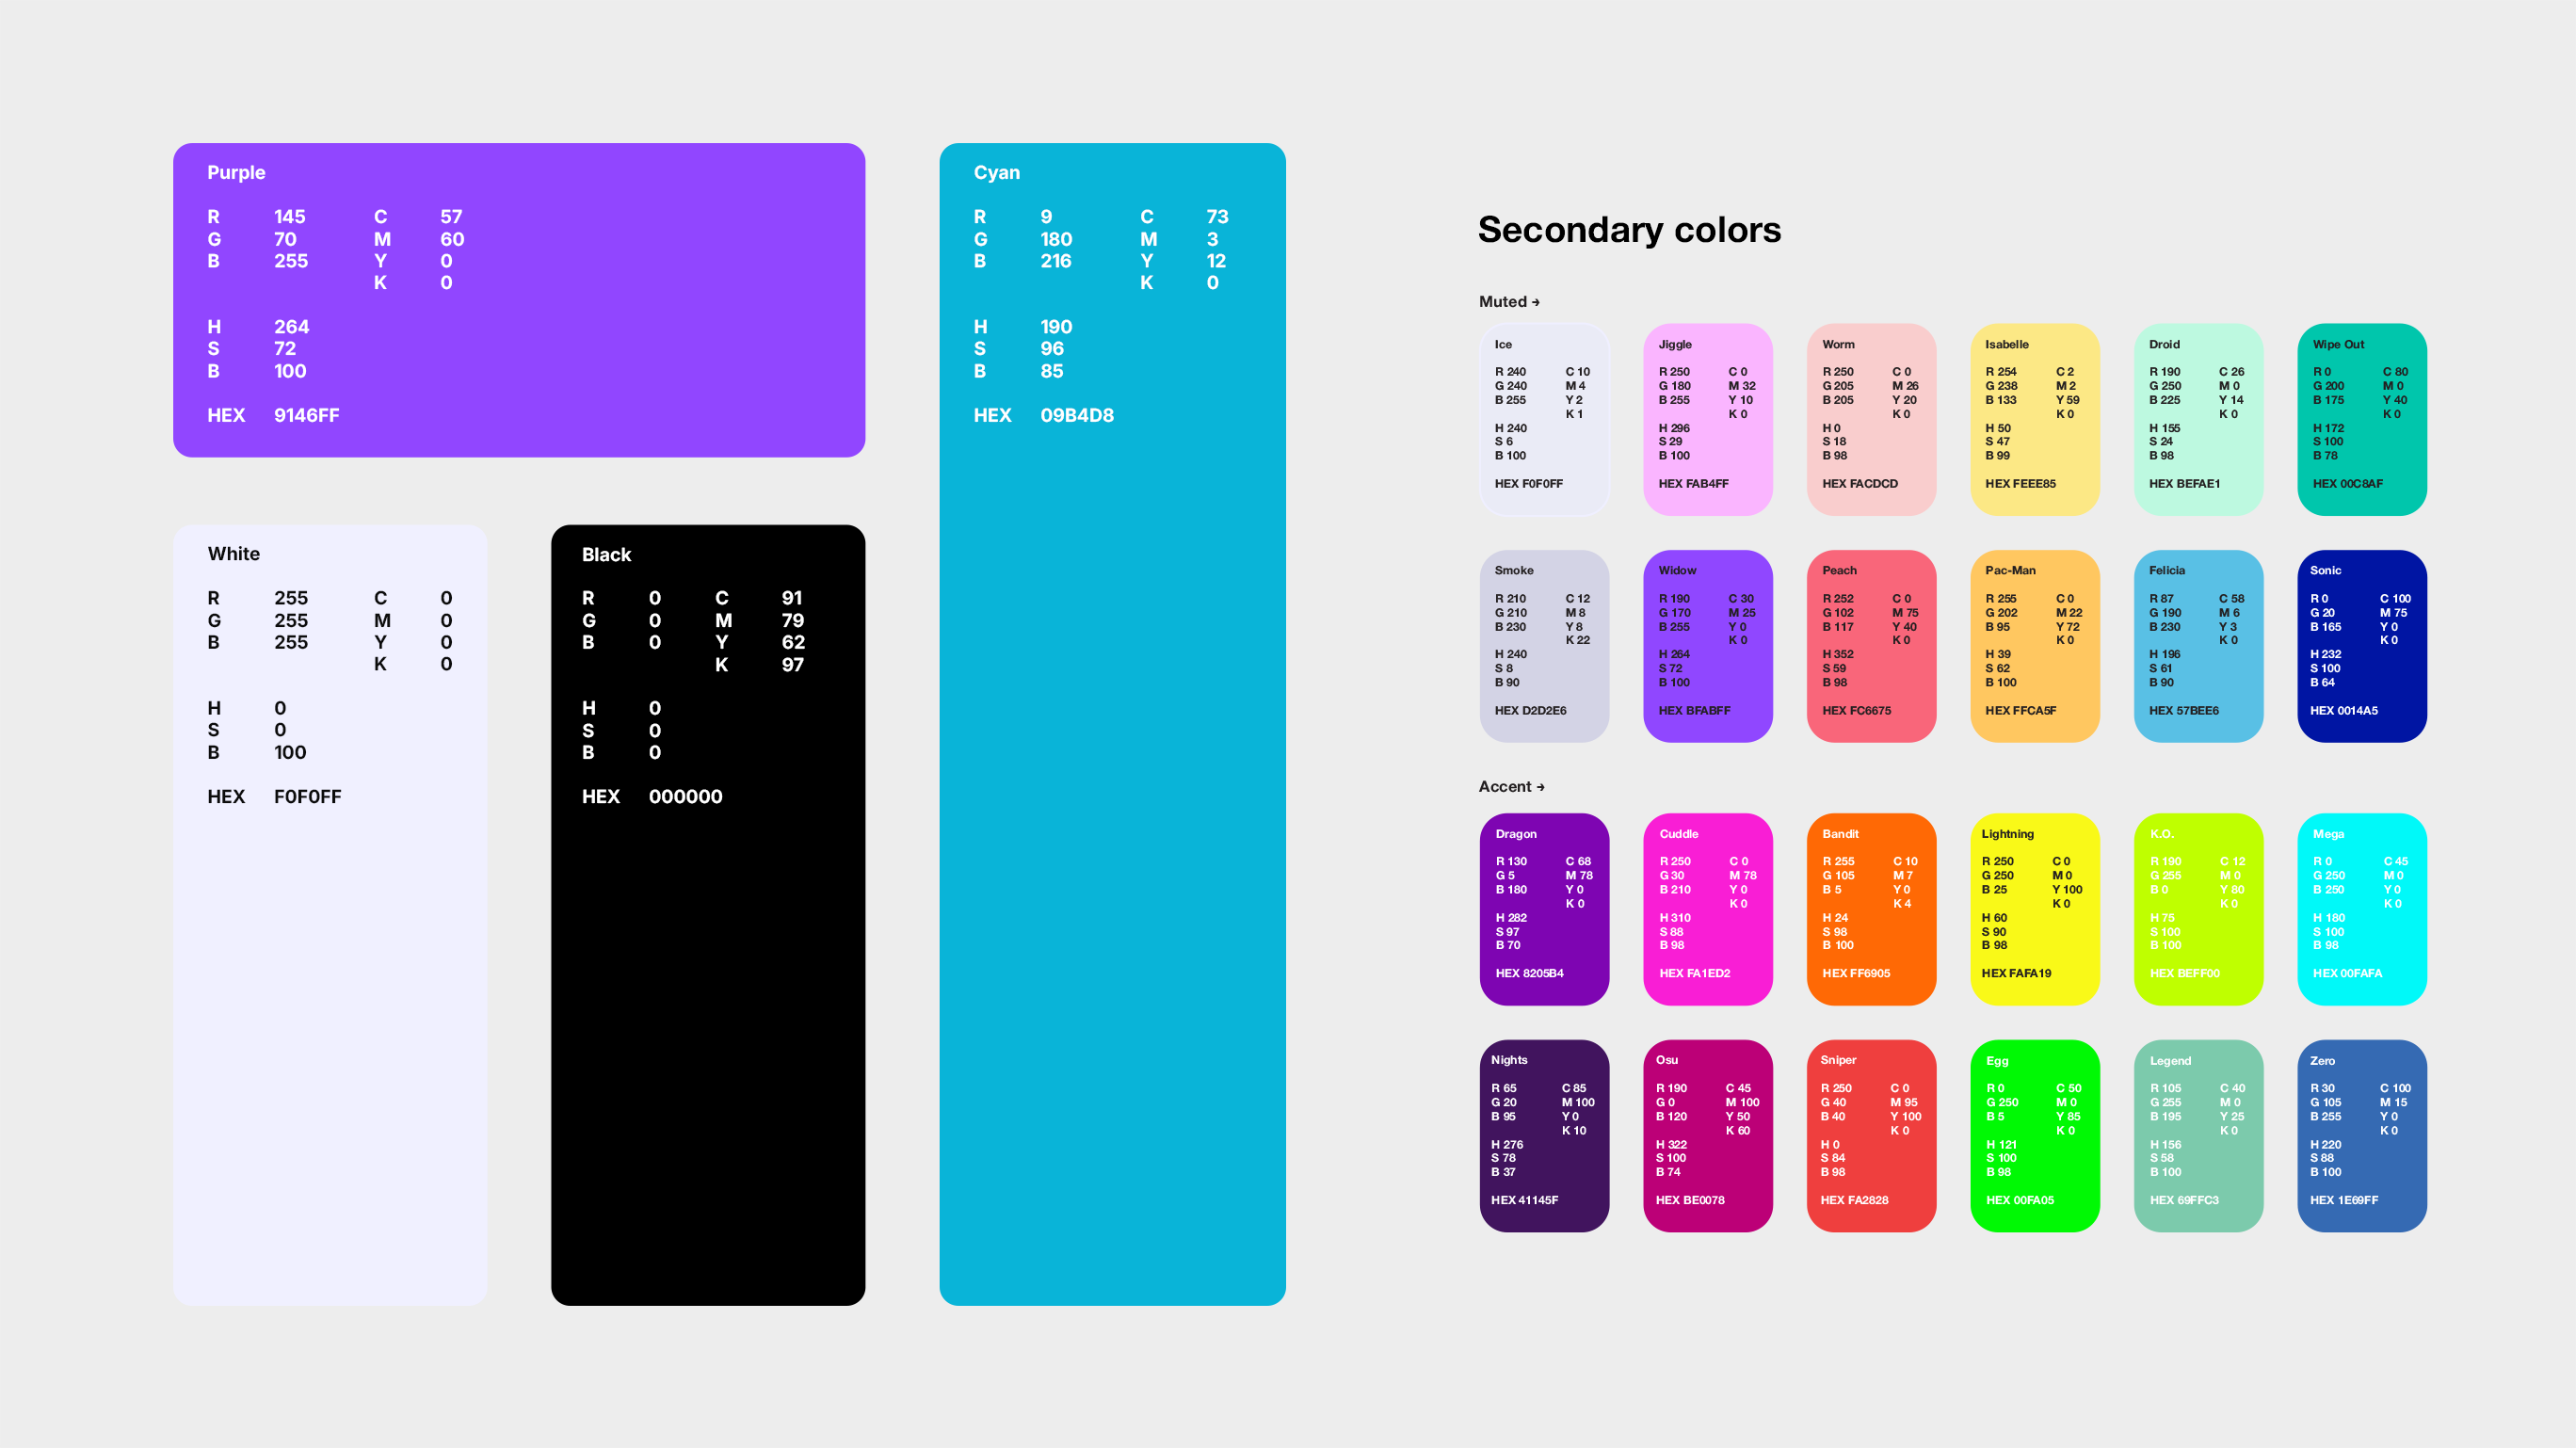 Purple
R 145 C 57
G 70 M 60
B 255 Y 0
K 0
H 264
S 72
B 100
HEX 9146FF
White
R 255 C 0
G 255 M 0
B 255 Y 0
K 0
H 0
S 0
B 100
HEX F0F0FF
Black
R 0 C 91
G 0 M 79
B 0 Y 62
K 97
H 0
S 0
B 0
HEX 000000
Cyan
R 9 C 73
G 180 M 3
B 216 Y 12
K 0
H 190
S 96
B 85
HEX 09B4D8
Secondary colors
Muted →
Ice
R 240 C 10
G 240 M 4
B 255 Y 2
K 1
H 240
S 6
B 100
HEX F0F0FF
Jiggle
R 250 C 0
G 180 M 32
B 255 Y 10
K 0
H 296
S 29
B 100
HEX FAB4FF
Worm
R 250 C 0
G 205 M 26
B 205 Y 20
K 0
H 0
S 18
B 98
HEX FACDCD
Isabelle
R 254 C 2
G 238 M 2
B 133 Y 59
K 0
H 50
S 47
B 99
HEX FEEE85
Droid
R 190 C 26
G 250 M 0
B 225 Y 14
K 0
H 155
S 24
B 98
HEX BEFAE1
Wipe Out
R 0 C 80
G 200 M 0
B 175 Y 40
K 0
H 172
S 100
B 78
HEX 00C8AF
Smoke
R 210 C 12
G 210 M 8
B 230 Y 8
K 22
H 240
S 8
B 90
HEX D2D2E6
Widow
R 190 C 30
G 170 M 25
B 255 Y 0
K 0
H 264
S 72
B 100
HEX BFABFF
Peach
R 252 C 0
G 102 M 75
B 117 Y 40
K 0
H 352
S 59
B 98
HEX FC6675
Pac-Man
R 255 C 0
G 202 M 22
B 95 Y 72
K 0
H 39
S 62
B 100
HEX FFCA5F
Felicia
R 87 C 58
G 190 M 6
B 230 Y 3
K 0
H 196
S 61
B 90
HEX 57BEE6
Sonic
R 0 C 100
G 20 M 75
B 165 Y 0
K 0
H 232
S 100
B 64
HEX 0014A5
Accent →
Dragon
R 130 C 68
G 5 M 78
B 180 Y 0
K 0
H 282
S 97
B 70
HEX 8205B4
Cuddle
R 250 C 0
G 30 M 78
B 210 Y 0
K 0
H 310
S 88
B 98
HEX FA1ED2
Bandit
R 255 C 10
G 105 M 7
B 5 Y 0
K 4
H 24
S 98
B 100
HEX FF6905
Lightning
R 250 C 0
G 250 M 0
B 25 Y 100
K 0
H 60
S 90
B 98
HEX FAFA19
K.O.
R 190 C 12
G 255 M 0
B 0 Y 80
K 0
H 75
S 100
B 100
HEX BEFF00
Mega
R 0 C 45
G 250 M 0
B 250 Y 0
K 0
H 180
S 100
B 98
HEX 00FAFA
Nights
R 65 C 85
G 20 M 100
B 95 Y 0
K 10
H 276
S 78
B 37
HEX 41145F
Osu
R 190 C 45
G 0 M 100
B 120 Y 50
K 60
H 322
S 100
B 74
HEX BE0078
Sniper
R 250 C 0
G 40 M 95
B 40 Y 100
K 0
H 0
S 84
B 98
HEX FA2828
Egg
R 0 C 50
G 250 M 0
B 5 Y 85
K 0
H 121
S 100
B 98
HEX 00FA05
Legend
R 105 C 40
G 255 M 0
B 195 Y 25
K 0
H 156
S 58
B 100
HEX 69FFC3
Zero
R 30 C 100
G 105 M 15
B 255 Y 0
K 0
H 220
S 88
B 100
HEX 1E69FF